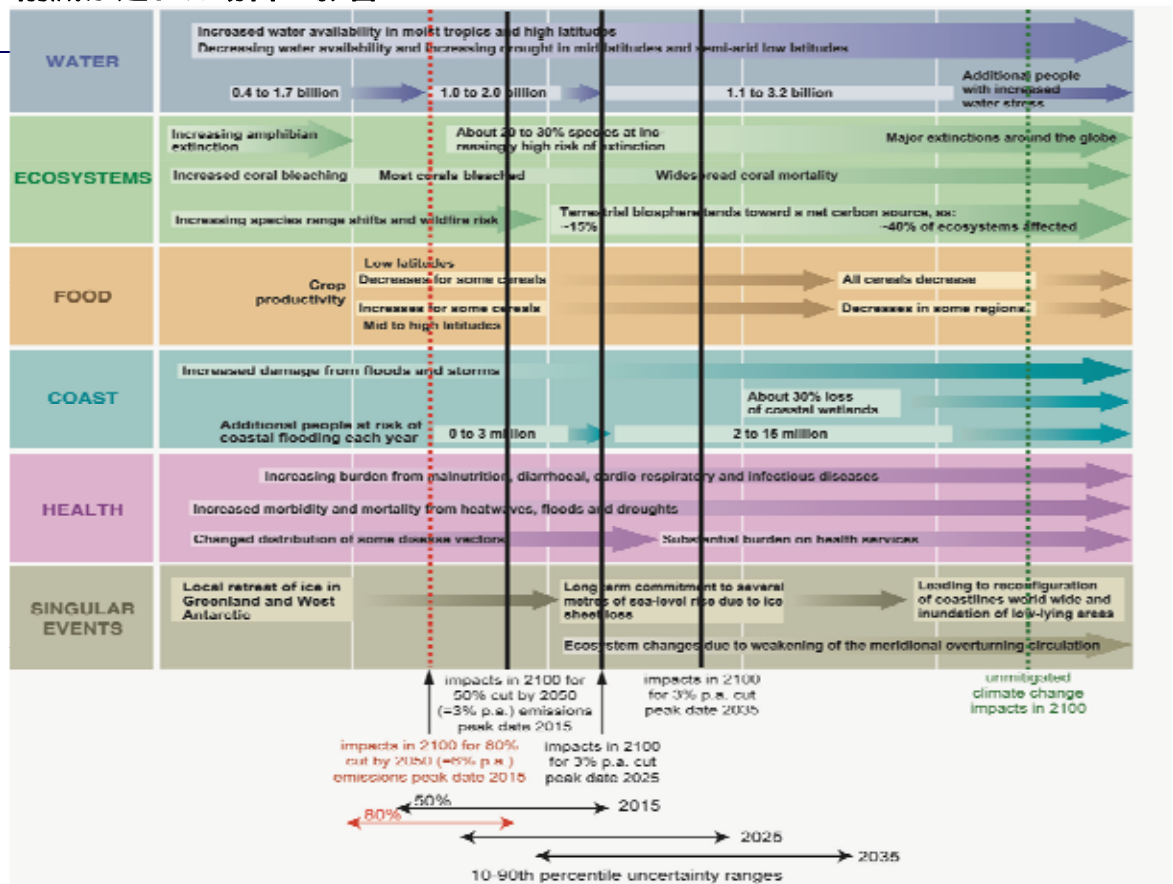 WATER
Increased water availability in moist tropics and high latitudes
Decreasing water availability and increasing drought in mid latitudes and semi-arid low latitudes
0.4 to 1.7 billion
1.0 to 2.0 billion
1.1 to 3.2 billion
Additional people
with increased
water stress
ECOSYSTEMS
Increasing amphibian
extinction
About 20 to 30% species at inc-
reasingly high risk of extinction
Major extinctions around the globe
Increased coral bleaching
Most corals bleached
Widespread coral mortality
Increasing species range shifts and wildfire risk
Terrestrial biosphere tends toward a net carbon source, as:
~15%
~40% of ecosystems affected
FOOD
Crop
productivity
Low latitudes
Decreases for some cereals
All cereals decrease
Increases for some cereals
Mid to high latitudes
Decreases in some regions
COAST
Increased damage from floods and storms
About 30% loss
of coastal wetlands
Additional people at risk of
coastal flooding each year
0 to 3 million
2 to 15 million
HEALTH
Increasing burden from malnutrition, diarrhoeal, cardio-respiratory and infectious diseases
Increased morbidity and mortality from heatwaves, floods and droughts
Changed distribution of some disease vectors
Substantial burden on health services
SINGULAR
EVENTS
Local retreat of ice in
Greenland and West
Antarctic
Long term commitment to several
metres of sea-level rise due to ice
sheet loss
Leading to reconfiguration
of coastlines world wide and
inundation of low-lying areas
Ecosystem changes due to weakening of the meridional overturning circulation
impacts in 2100 for
50% cut by 2050
(=3% p.a.) emissions
peak date 2015
impacts in 2100
for 3% p.a. cut
peak date 2035
unmitigated
climate change
impacts in 2100
impacts in 2100 for 80%
cut by 2050 (=6% p.a.)
emissions peak date 2015
impacts in 2100
for 3% p.a. cut
peak date 2025
50%
2015
80%
2025
2035
10-90th percentile uncertainty ranges